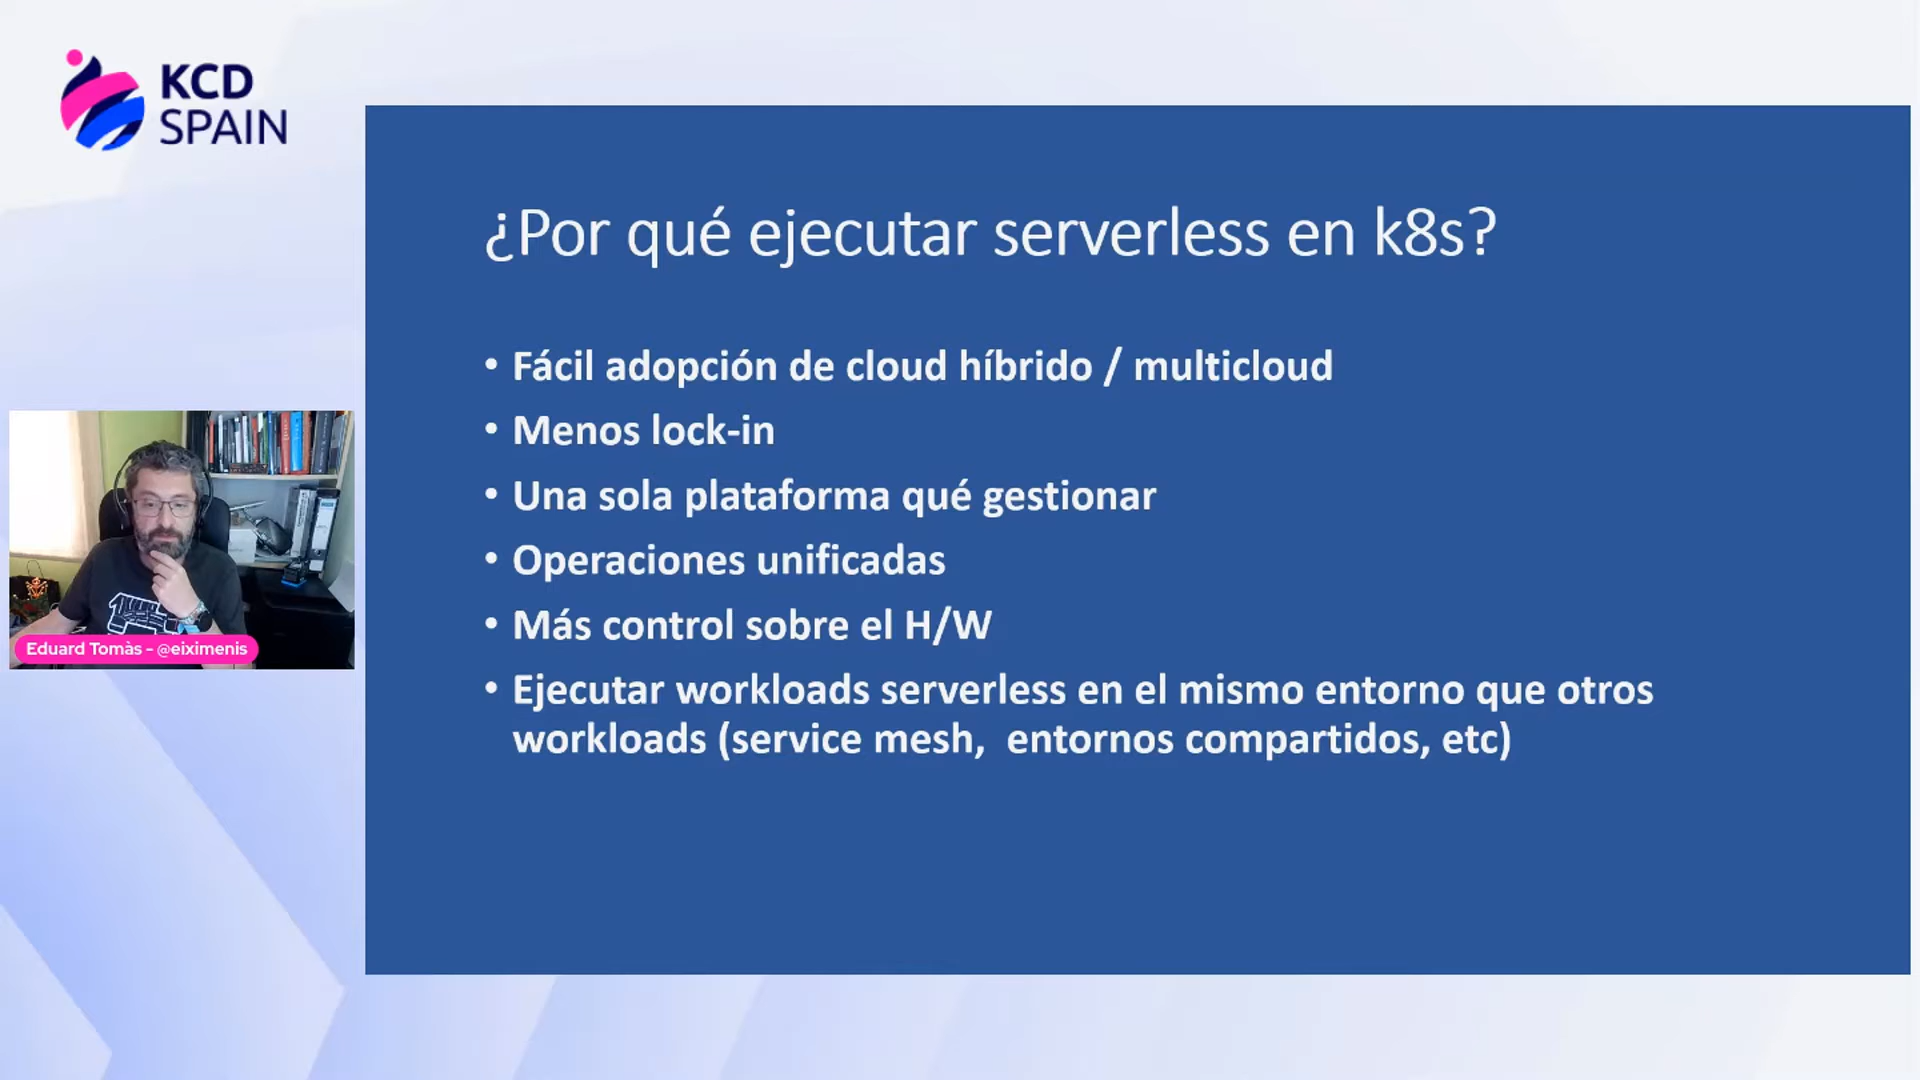 KCD
SPAIN
¿Por qué ejecutar serverless en k8s?
• Fácil adopción de cloud híbrido / multicloud
• Menos lock-in
• Una sola plataforma qué gestionar
• Operaciones unificadas
• Más control sobre el H/W
• Ejecutar workloads serverless en el mismo entorno que otros
workloads (service mesh,  entornos compartidos, etc)
Eduard Tomàs - @eiximenis